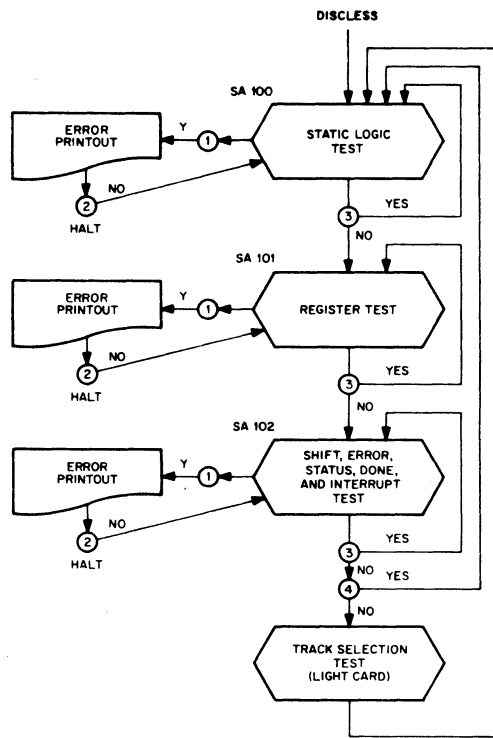 DISCLESS
SA 100
ERROR
PRINTOUT
Y
1
STATIC LOGIC
TEST
2
NO
HALT
3
YES
NO
SA 101
ERROR
PRINTOUT
Y
1
REGISTER TEST
2
NO
HALT
3
YES
NO
SA 102
ERROR
PRINTOUT
Y
1
SHIFT, ERROR,
STATUS, DONE,
AND INTERRUPT
TEST
2
NO
HALT
3
YES
NO
4
YES
NO
TRACK SELECTION
TEST
(LIGHT CARD)